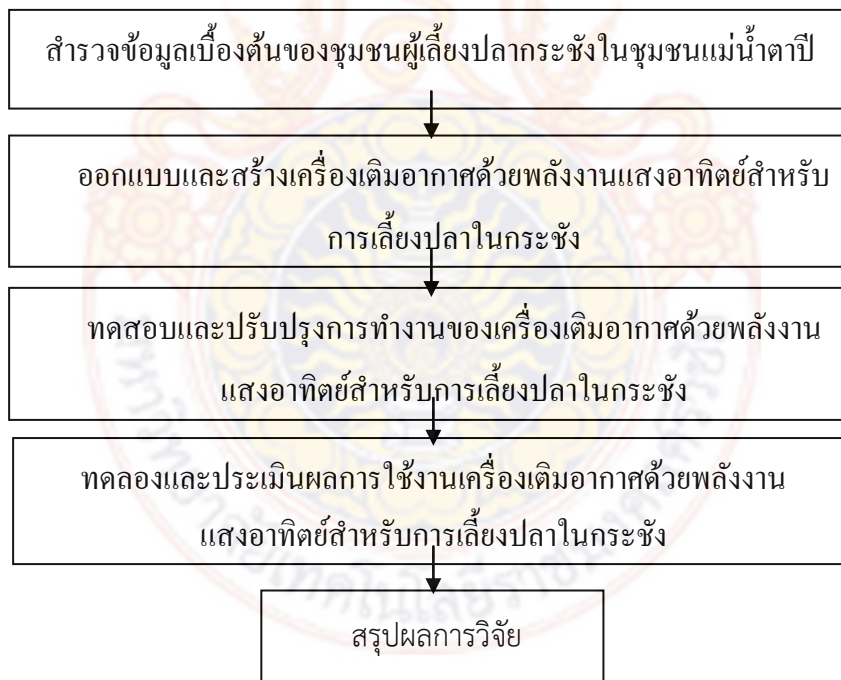 สำรวจข้อมูลเบื้องต้นของชุมชนผู้เลี้ยงปลากระชังในชุมชนแม่น้ำตาปี
ออกแบบและสร้างเครื่องเติมอากาศด้วยพลังงานแสงอาทิตย์สำหรับ
การเลี้ยงปลาในกระชัง
ทดสอบและปรับปรุงการทำงานของเครื่องเติมอากาศด้วยพลังงาน
แสงอาทิตย์สำหรับการเลี้ยงปลาในกระชัง
ทดลองและประเมินผลการใช้งานเครื่องเติมอากาศด้วยพลังงาน
แสงอาทิตย์สำหรับการเลี้ยงปลาในกระชัง
สรุปผลการวิจัย